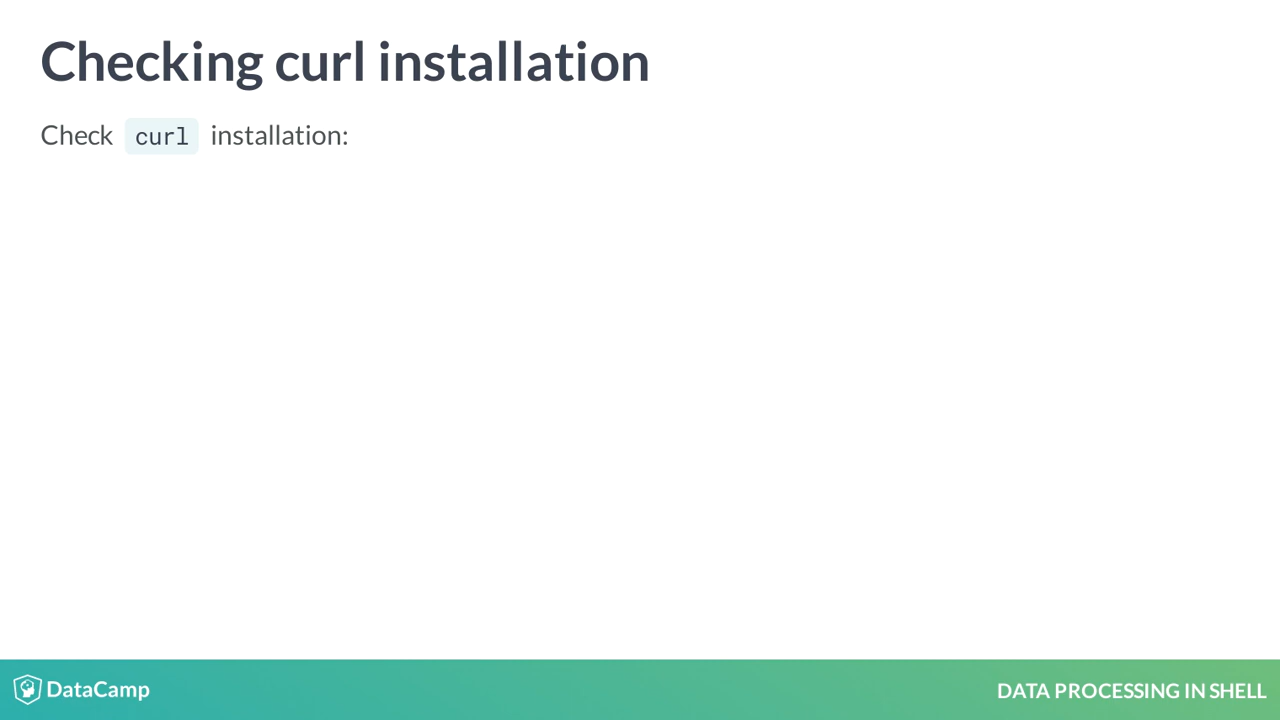 Checking curl installation
Check curl installation:
DataCamp
DATA PROCESSING IN SHELL